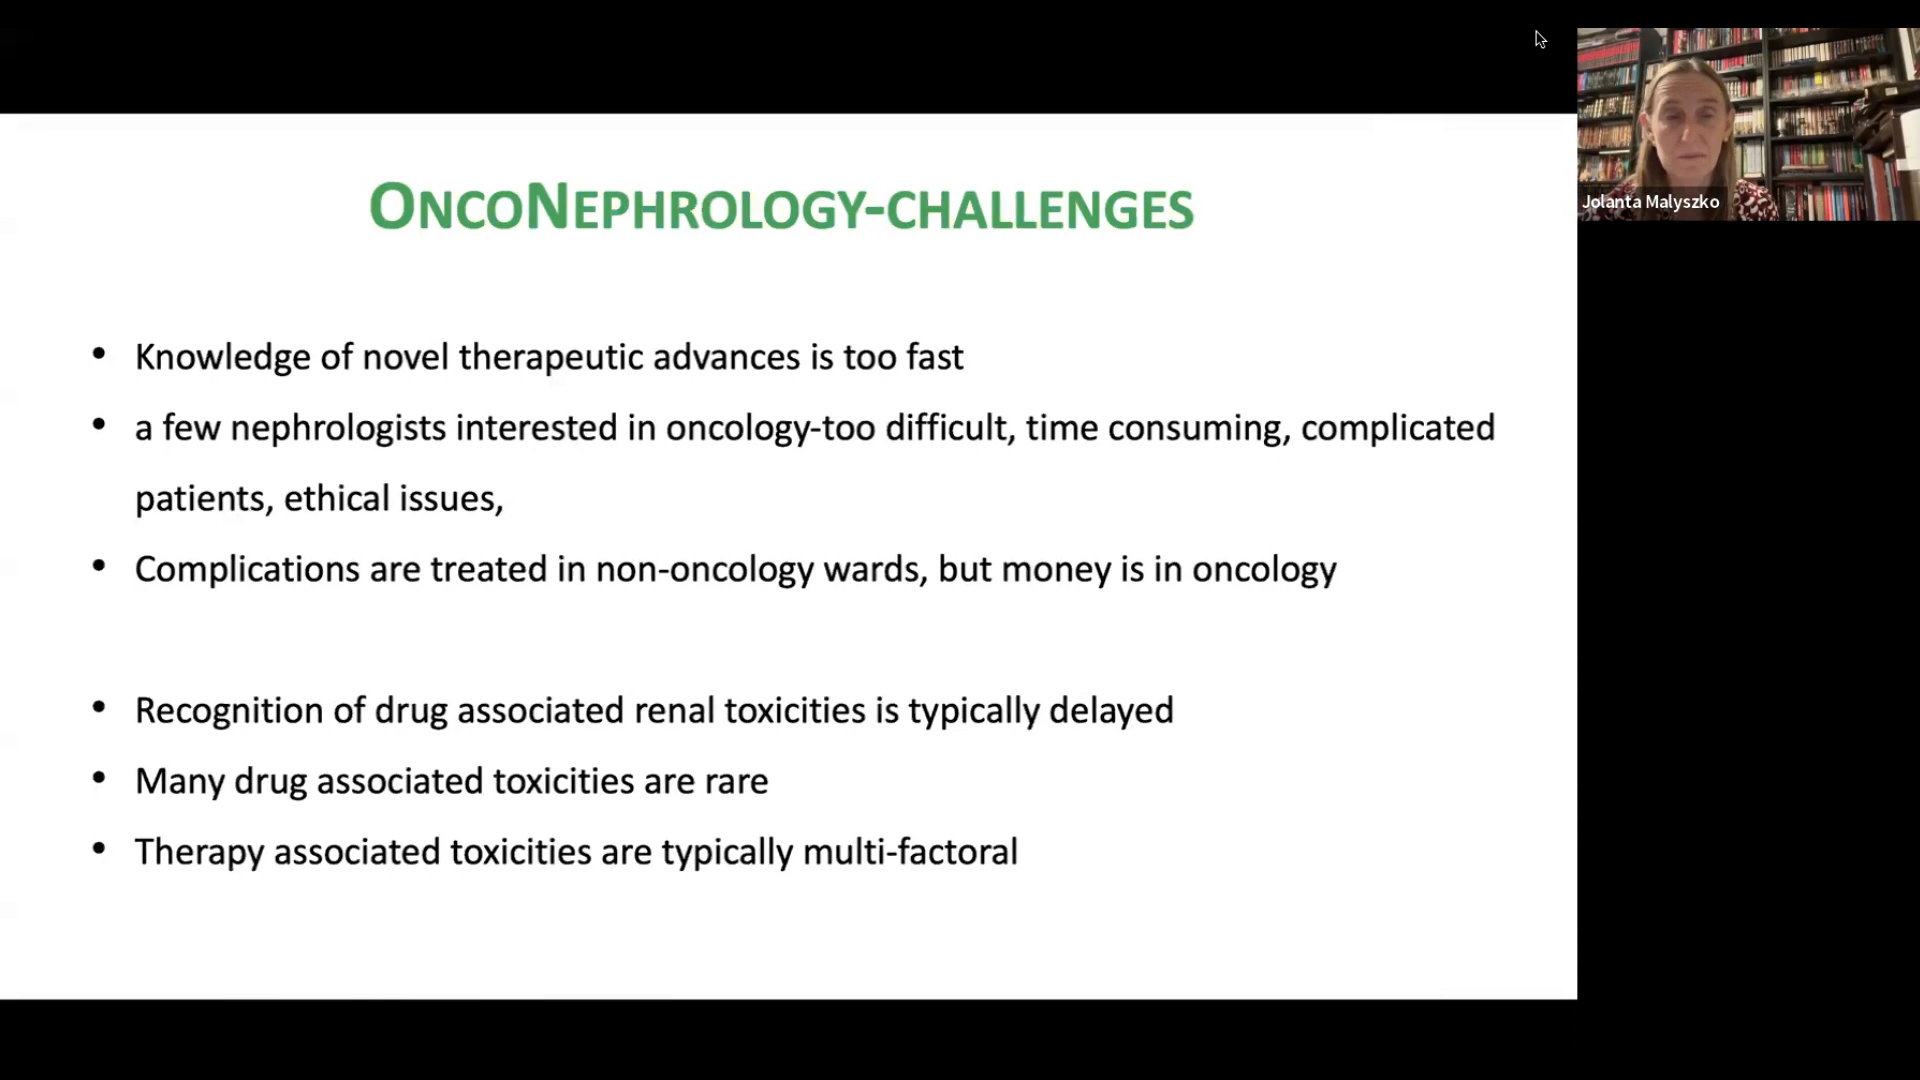 ONCONEPHROLOGY-CHALLENGES
Jolanta Malyszko
• Knowledge of novel therapeutic advances is too fast
• a few nephrologists interested in oncology-too difficult, time consuming, complicated
patients, ethical issues,
• Complications are treated in non-oncology wards, but money is in oncology
• Recognition of drug associated renal toxicities is typically delayed
• Many drug associated toxicities are rare
• Therapy associated toxicities are typically multi-factoral